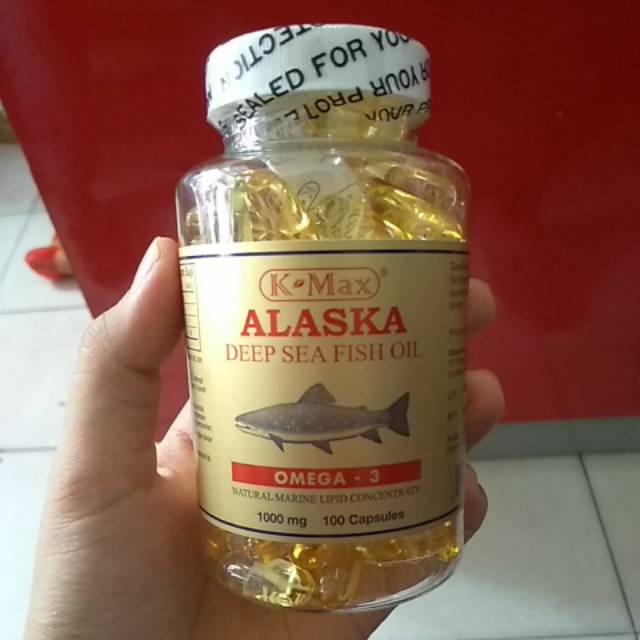 SEALED FOR YOU
YOUR
K-Max®
ALASKA
DEEP SEA FISH OIL
OMEGA - 3
NATURAL MARINE LIPID CONCENTRATE
1000 mg 100 Capsules